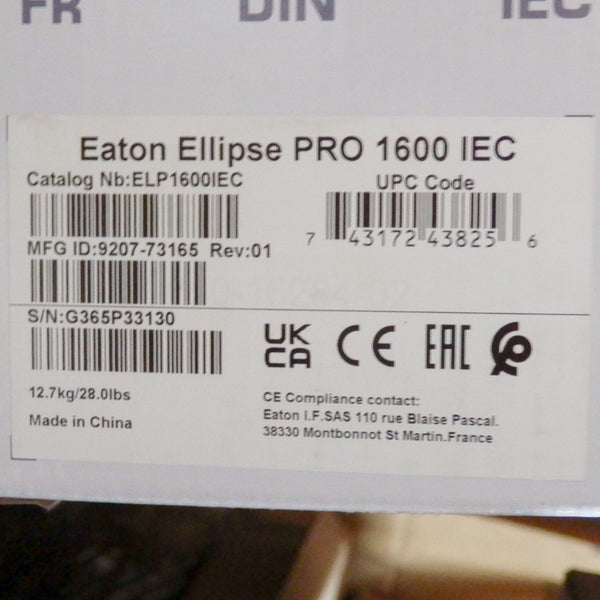 FR DIN IEC
Eaton Ellipse PRO 1600 IEC
Catalog Nb:ELP1600IEC
UPC Code
7 43172 43825 6
MFG ID:9207-73165 Rev:01
S/N:G365P33130
UK
CA CE EAC
12.7kg/28.0lbs
Made in China
CE Compliance contact:
Eaton I.F.SAS 110 rue Blaise Pascal.
38330 Montbonnot St Martin.France